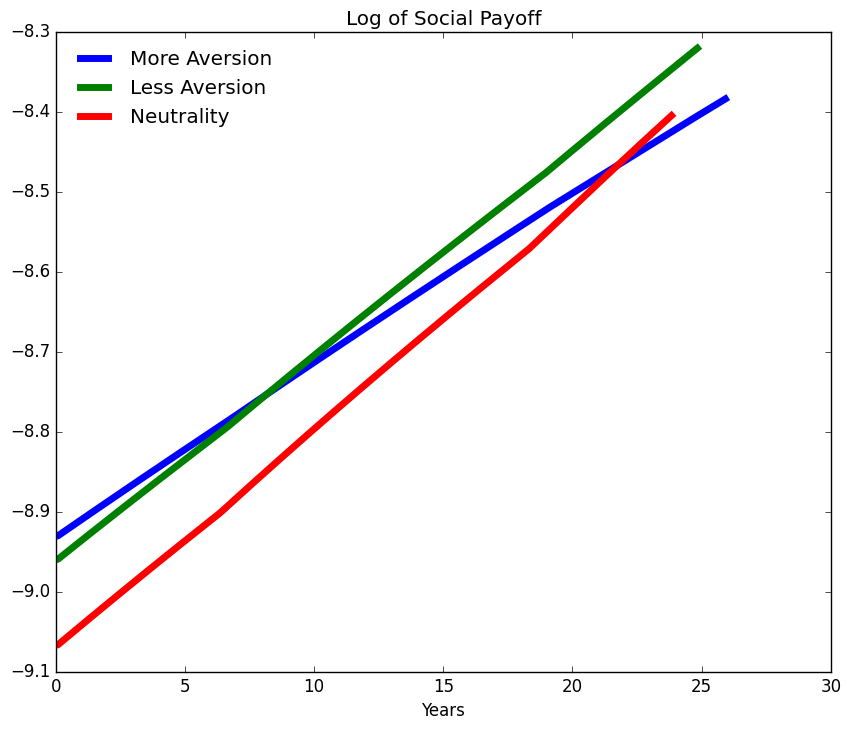 Log of Social Payoff
−8.3
−8.4
−8.5
−8.6
−8.7
−8.8
−8.9
−9.0
−9.1
More Aversion
Less Aversion
Neutrality
0 5 10 15 20 25 30
Years